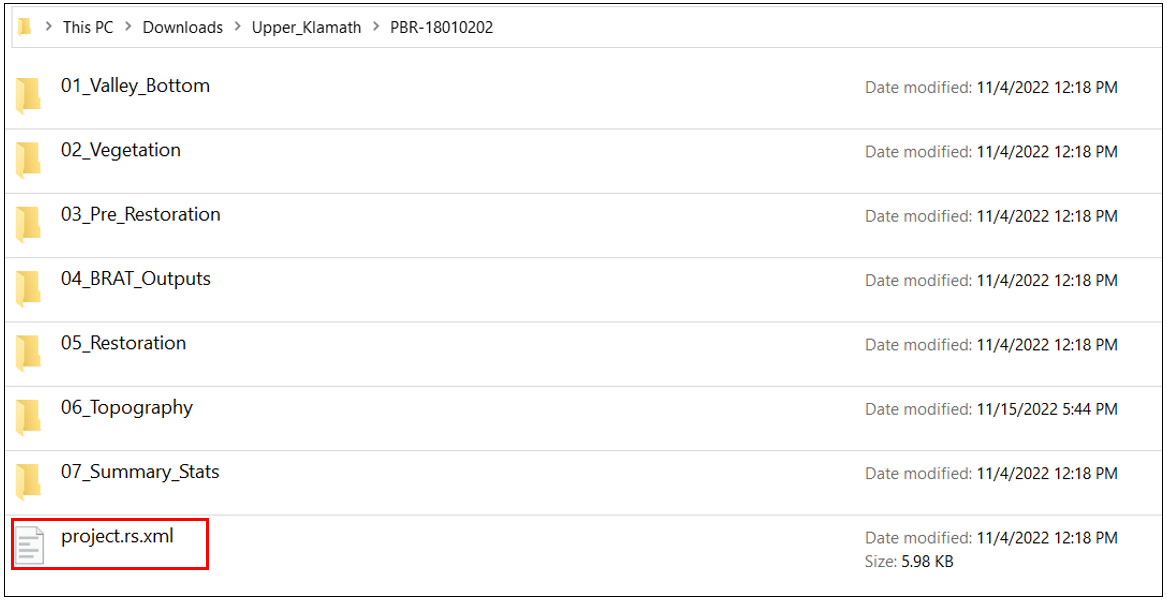 This PC > Downloads > Upper_Klamath > PBR-18010202
01_Valley_Bottom Date modified: 11/4/2022 12:18 PM
02_Vegetation Date modified: 11/4/2022 12:18 PM
03_Pre_Restoration Date modified: 11/4/2022 12:18 PM
04_BRAT_Outputs Date modified: 11/4/2022 12:18 PM
05_Restoration Date modified: 11/4/2022 12:18 PM
06_Topography Date modified: 11/15/2022 5:44 PM
07_Summary_Stats Date modified: 11/4/2022 12:18 PM
project.rs.xml Date modified: 11/4/2022 12:18 PM
Size: 5.98 KB